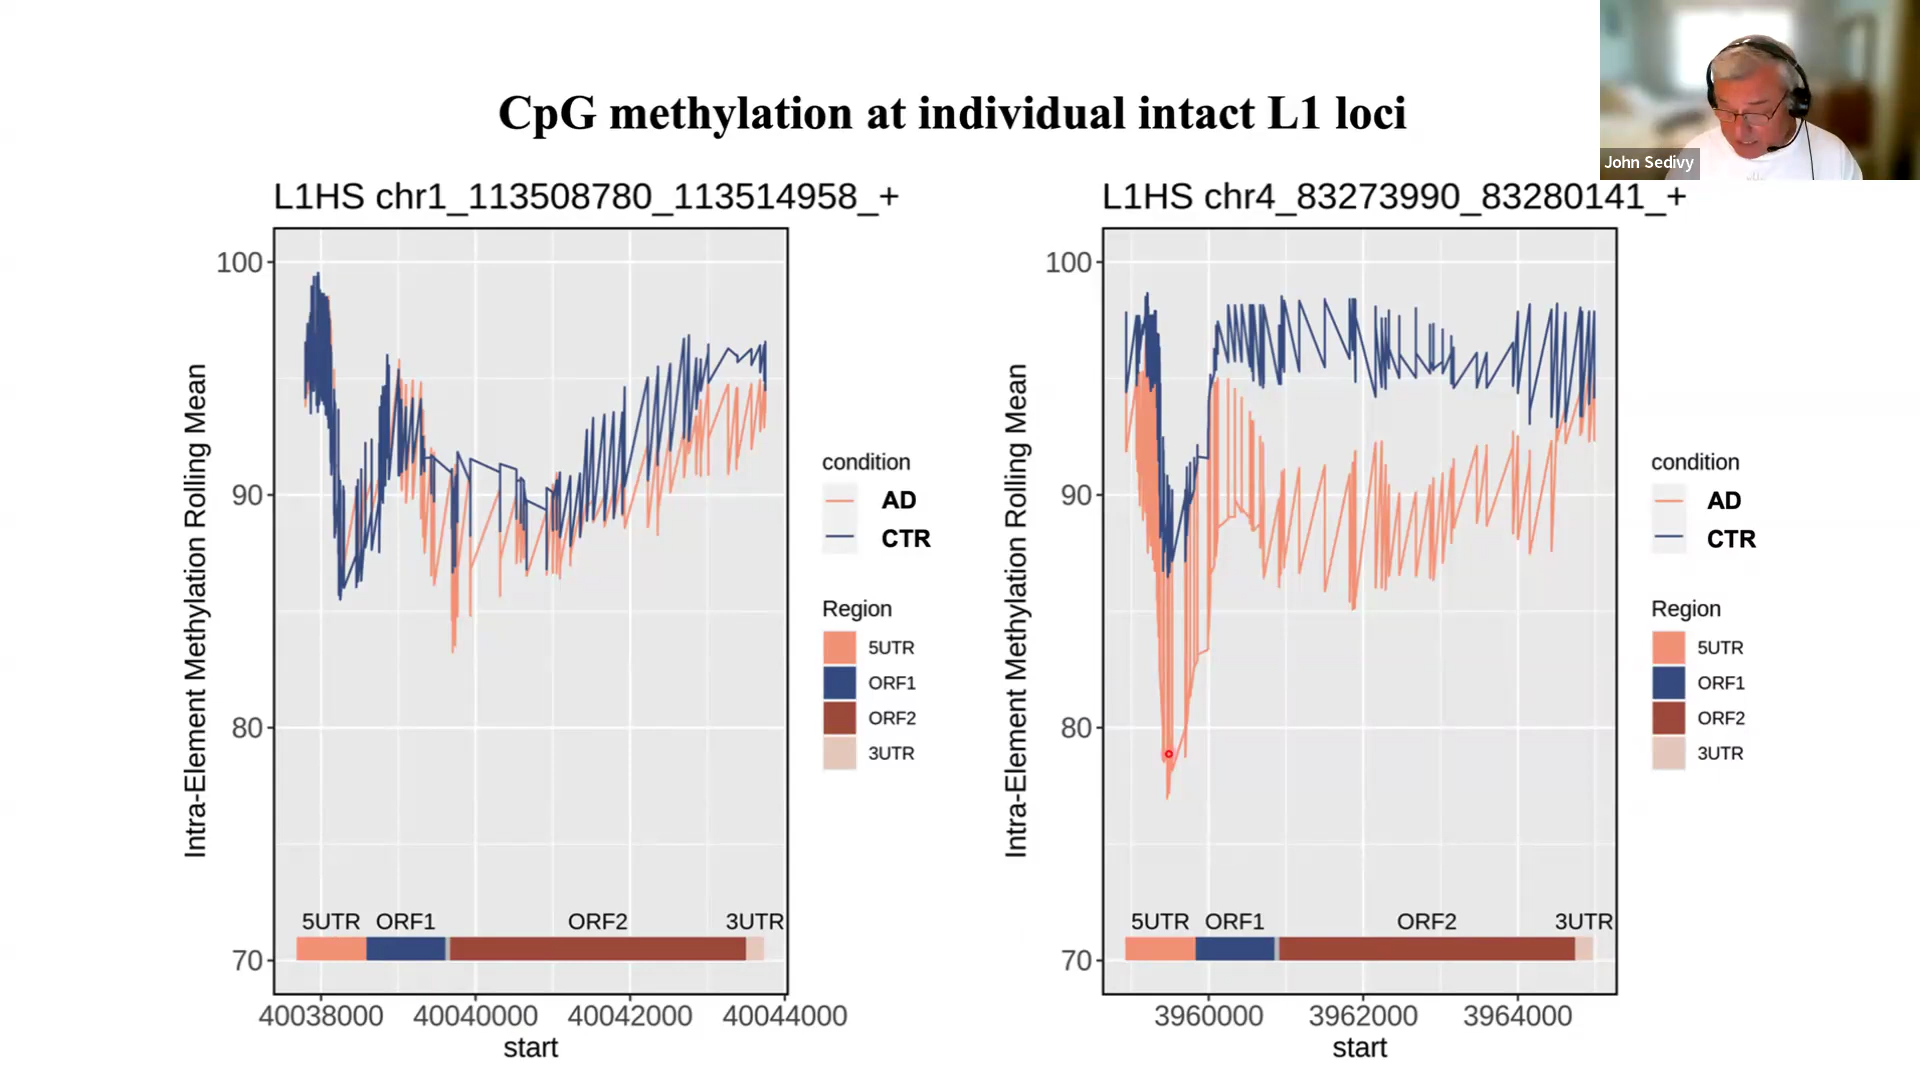 CpG methylation at individual intact L1 loci
John Sedivy
L1HS chr1_113508780_113514958_+
Intra-Element Methylation Rolling Mean
100
90
80
70
5UTR ORF1 ORF2 3UTR
40038000 40040000 40042000 40044000
start
condition
AD
CTR
Region
5UTR
ORF1
ORF2
3UTR
L1HS chr4_83273990_83280141_+
Intra-Element Methylation Rolling Mean
100
90
80
70
5UTR ORF1 ORF2 3UTR
3960000 3962000 3964000
start
condition
AD
CTR
Region
5UTR
ORF1
ORF2
3UTR